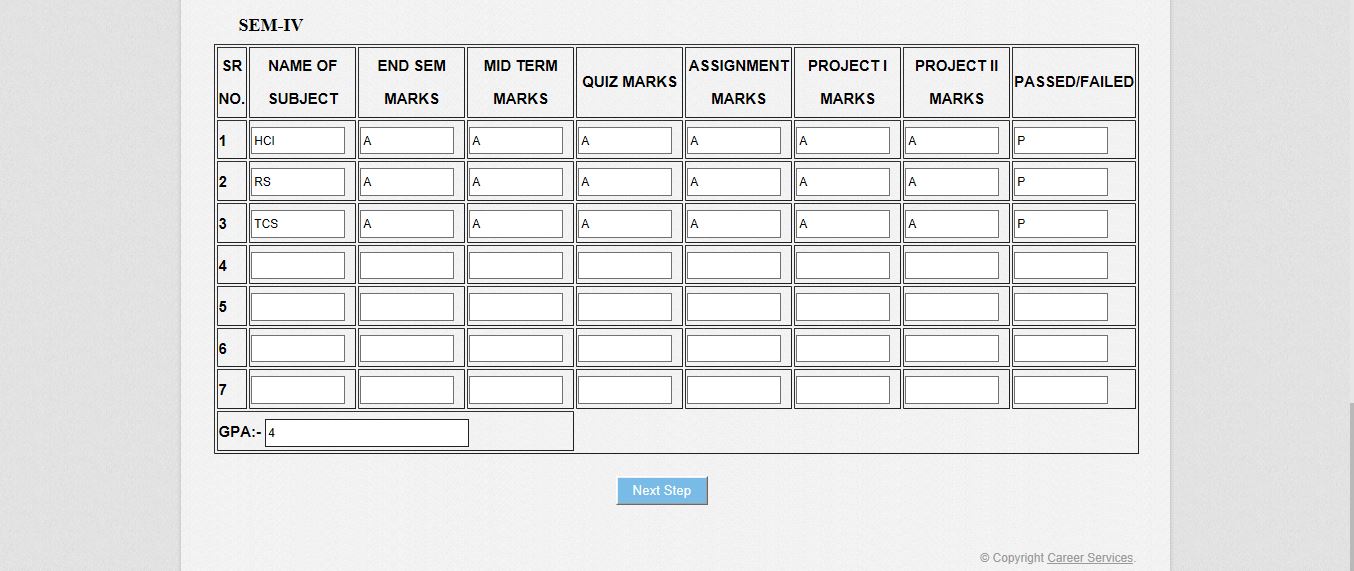 SEM-IV
SR NO. NAME OF SUBJECT END SEM MARKS MID TERM MARKS QUIZ MARKS ASSIGNMENT MARKS PROJECT I MARKS PROJECT II MARKS PASSED/FAILED
1 HCI A A A A A A P
2 RS A A A A A A P
3 TCS A A A A A A P
4
5
6
7
GPA:- 4
Next Step
© Copyright Career Services.